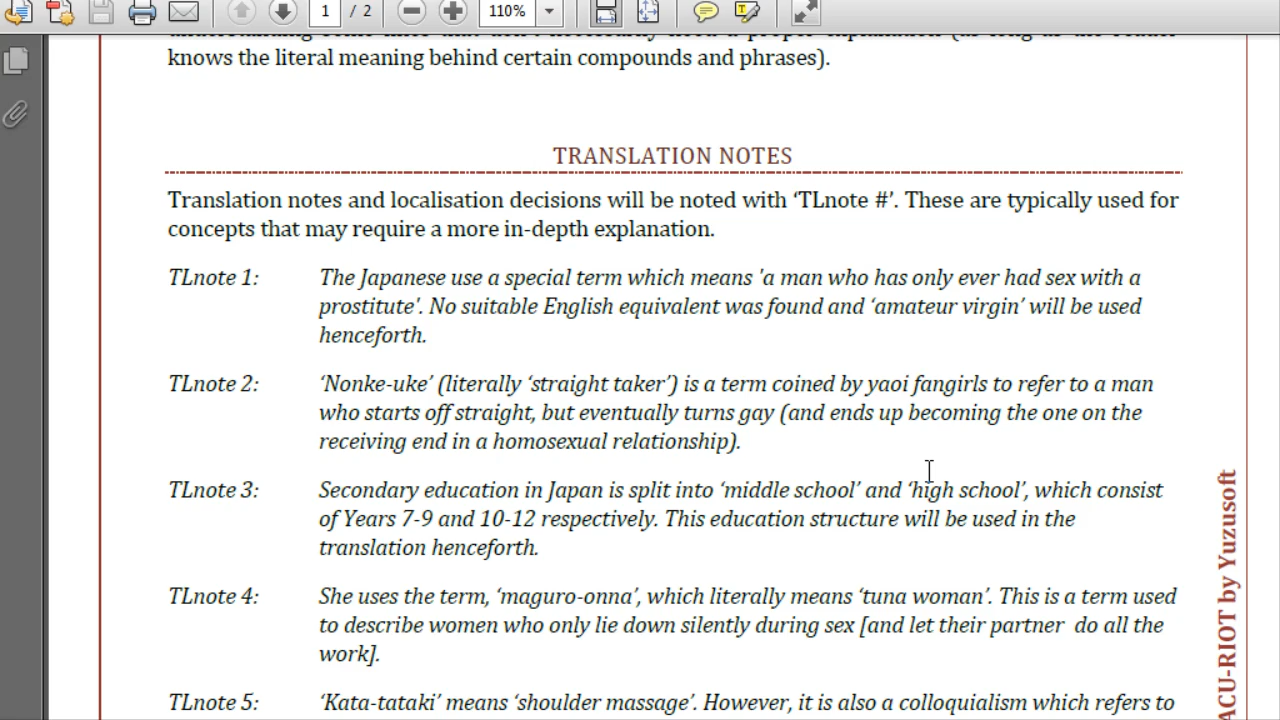 1 / 2
110%
knows the literal meaning behind certain compounds and phrases).
TRANSLATION NOTES
Translation notes and localisation decisions will be noted with ‘TLnote #’. These are typically used for
concepts that may require a more in-depth explanation.
TLnote 1: The Japanese use a special term which means 'a man who has only ever had sex with a
prostitute'. No suitable English equivalent was found and ‘amateur virgin’ will be used
henceforth.
TLnote 2: ‘Nonke-uke’ (literally ‘straight taker’) is a term coined by yaoi fangirls to refer to a man
who starts off straight, but eventually turns gay (and ends up becoming the one on the
receiving end in a homosexual relationship).
TLnote 3: Secondary education in Japan is split into ‘middle school’ and ‘high school’, which consist
of Years 7-9 and 10-12 respectively. This education structure will be used in the
translation henceforth.
TLnote 4: She uses the term, ‘maguro-onna’, which literally means ‘tuna woman’. This is a term used
to describe women who only lie down silently during sex [and let their partner  do all the
work].
TLnote 5: ‘Kata-tataki’ means ‘shoulder massage’. However, it is also a colloquialism which refers to
ACU-RIOT by Yuzusoft